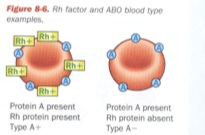 Figure 8-6. Rh factor and ABO blood type
examples.
Rh+ Rh+
A A A
A
Rh+ Rh+
A A A A
Rh+
Protein A present Protein A present
Rh protein present Rh protein absent
Type A+ Type A−